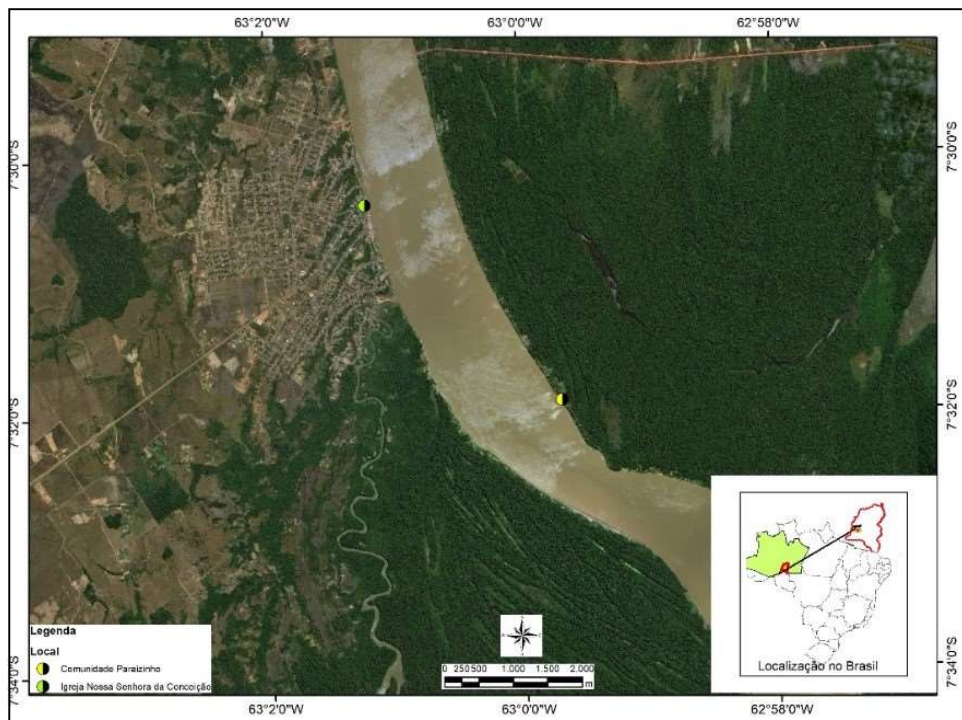 63°2'0"W 63°0'0"W 62°58'0"W
7°30'0"S
7°30'0"S
7°32'0"S
7°32'0"S
7°34'0"S
7°34'0"S
Legenda
Local
Comunidade Paraizinho
Igreja Nossa Senhora da Conceição
0 250 500 1.000 1.500 2.000
m
Localização no Brasil
63°2'0"W 63°0'0"W 62°58'0"W